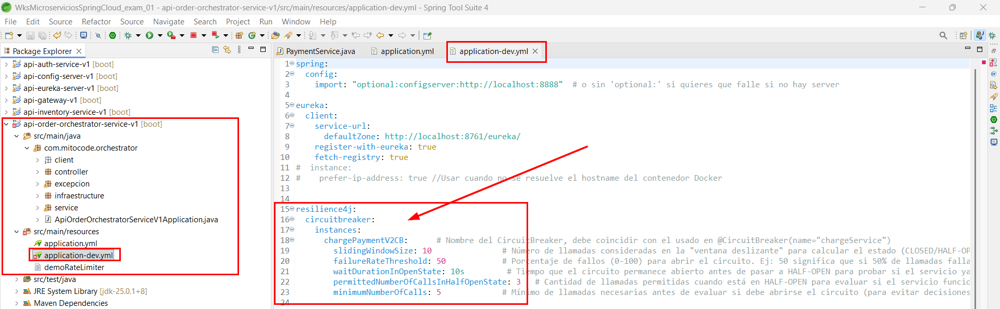 WksMicroserviciosSpringCloud_exam_01 - api-order-orchestrator-service-v1/src/main/resources/application-dev.yml - Spring Tool Suite 4
File Edit Source Refactor Source Navigate Search Project Run Window Help
Package Explorer
api-auth-service-v1 [boot]
api-config-server-v1 [boot]
api-eureka-server-v1 [boot]
api-gateway-v1 [boot]
api-inventory-service-v1 [boot]
api-order-orchestrator-service-v1 [boot]
src/main/java
com.mitocode.orchestrator
client
controller
excepcion
infraestructure
service
ApiOrderOrchestratorServiceV1Application.java
src/main/resources
application.yml
application-dev.yml
demoRateLimiter
src/test/java
JRE System Library [jdk-25.0.1+8]
Maven Dependencies
PaymentService.java application.yml application-dev.yml
1 spring:
2 config:
3 import: "optional:configserver:http://localhost:8888" # o sin 'optional:' si quieres que falle si no hay server
4
5 eureka:
6 client:
7 service-url:
8 defaultZone: http://localhost:8761/eureka/
9 register-with-eureka: true
10 fetch-registry: true
11 # instance:
12 # prefer-ip-address: true //Usar cuando no se resuelve el hostname del contenedor Docker
13
14
15 resilience4j:
16 circuitbreaker:
17 instances:
18 chargePaymentV2CB: # Nombre del CircuitBreaker, debe coincidir con el usado en @CircuitBreaker(name="chargeService")
19 slidingWindowSize: 10 # Número de llamadas consideradas en la "ventana deslizante" para calcular el estado (CLOSED/HALF-OP
20 failureRateThreshold: 50 # Porcentaje de fallos (0-100) para abrir el circuito. Ej: 50 significa que si 50% de llamadas falla
21 waitDurationInOpenState: 10s # Tiempo que el circuito permanece abierto antes de pasar a HALF-OPEN para probar si el servicio ya
22 permittedNumberOfCallsInHalfOpenState: 3 # Cantidad de llamadas permitidas cuando está en HALF-OPEN para evaluar si el servicio funcio
23 minimumNumberOfCalls: 5 # Mínimo de llamadas necesarias antes de evaluar si debe abrirse el circuito (para evitar decisiones
24